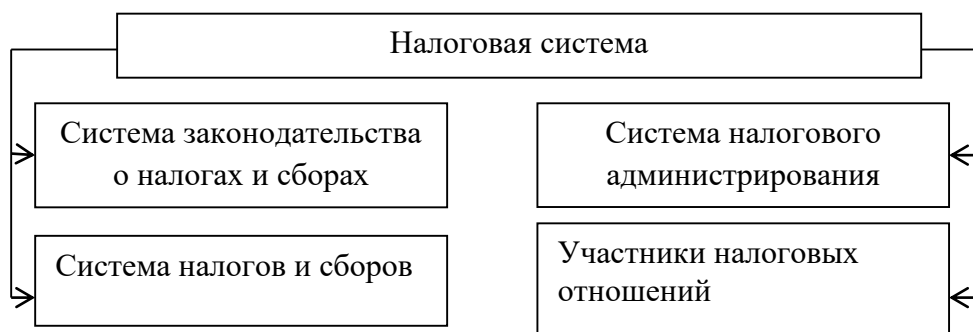 Налоговая система
Система законодательства
о налогах и сборах
Система налогового
администрирования
Система налогов и сборов
Участники налоговых
отношений